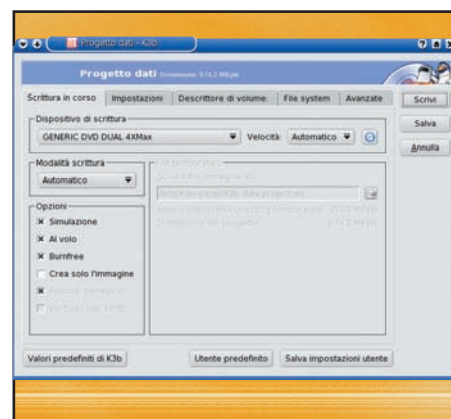 Progetto dati - K3b
Progetto dati
Scrittura in corso
Impostazioni
Descrittore di volume
File system
Avanzate
Scrivi
Salva
Annulla
Dispositivo di scrittura
GENERIC DVD DUAL 4XMax
Velocità:
Automatico
Modalità scrittura
Automatico
Opzioni
Simulazione
Al volo
Burnfree
Crea solo l'immagine
Valori predefiniti di K3b
Utente predefinito
Salva impostazioni utente